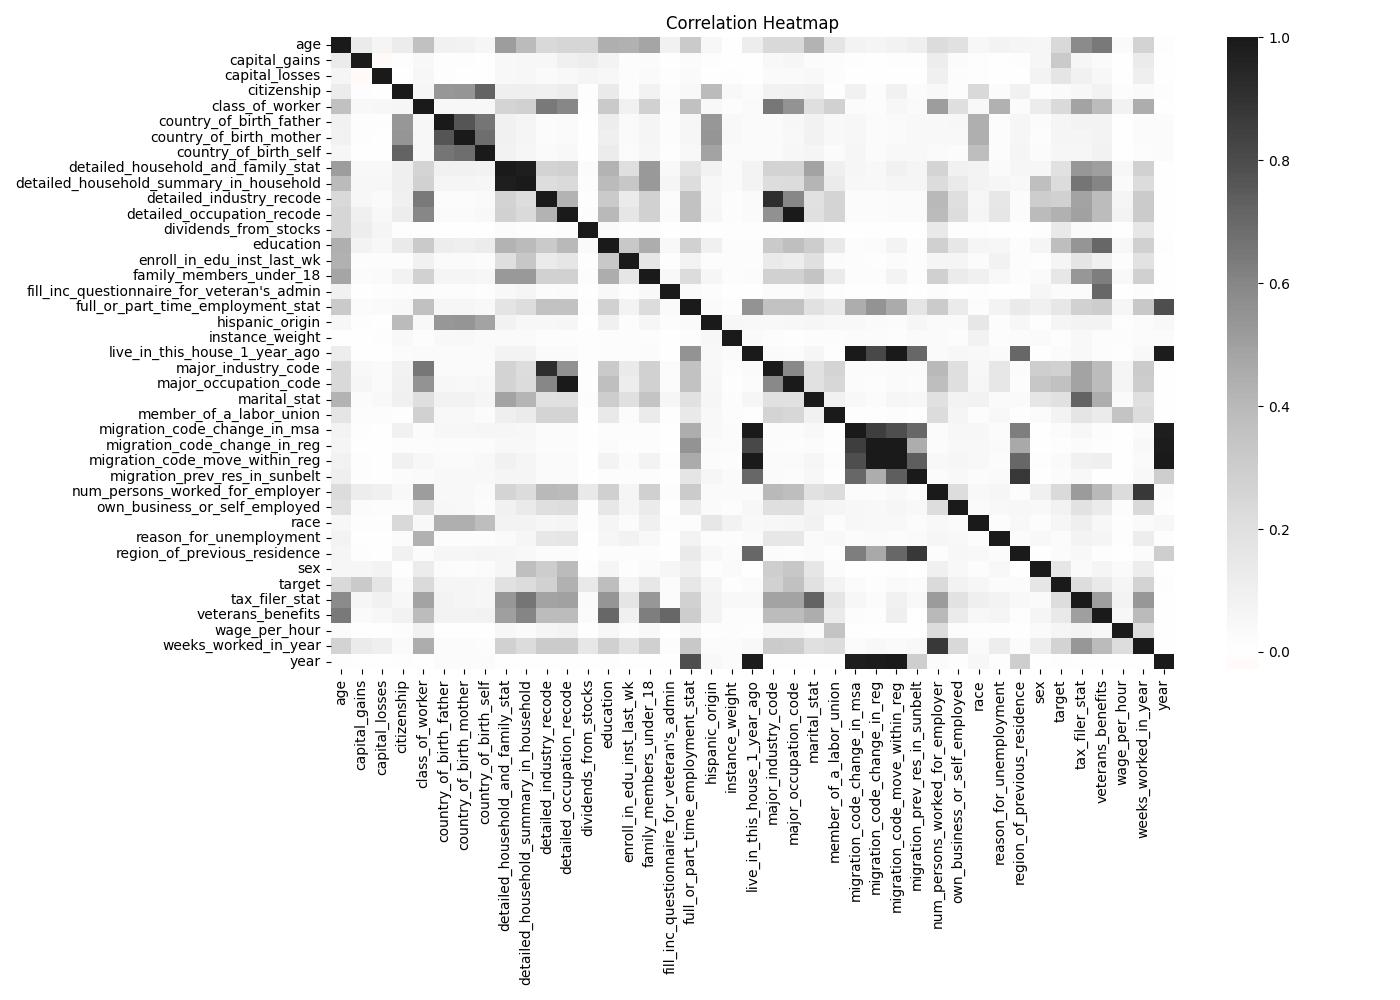 Correlation Heatmap
age
capital_gains
capital_losses
citizenship
class_of_worker
country_of_birth_father
country_of_birth_mother
country_of_birth_self
detailed_household_and_family_stat
detailed_household_summary_in_household
detailed_industry_recode
detailed_occupation_recode
dividends_from_stocks
education
enroll_in_edu_inst_last_wk
family_members_under_18
fill_inc_questionnaire_for_veteran's_admin
full_or_part_time_employment_stat
hispanic_origin
instance_weight
live_in_this_house_1_year_ago
major_industry_code
major_occupation_code
marital_stat
member_of_a_labor_union
migration_code_change_in_msa
migration_code_change_in_reg
migration_code_move_within_reg
migration_prev_res_in_sunbelt
num_persons_worked_for_employer
own_business_or_self_employed
race
reason_for_unemployment
region_of_previous_residence
sex
target
tax_filer_stat
veterans_benefits
wage_per_hour
weeks_worked_in_year
year
age
capital_gains
capital_losses
citizenship
class_of_worker
country_of_birth_father
country_of_birth_mother
country_of_birth_self
detailed_household_and_family_stat
detailed_household_summary_in_household
detailed_industry_recode
detailed_occupation_recode
dividends_from_stocks
education
enroll_in_edu_inst_last_wk
family_members_under_18
fill_inc_questionnaire_for_veteran's_admin
full_or_part_time_employment_stat
hispanic_origin
instance_weight
live_in_this_house_1_year_ago
major_industry_code
major_occupation_code
marital_stat
member_of_a_labor_union
migration_code_change_in_msa
migration_code_change_in_reg
migration_code_move_within_reg
migration_prev_res_in_sunbelt
num_persons_worked_for_employer
own_business_or_self_employed
race
reason_for_unemployment
region_of_previous_residence
sex
target
tax_filer_stat
veterans_benefits
wage_per_hour
weeks_worked_in_year
year
1.0
0.8
0.6
0.4
0.2
0.0